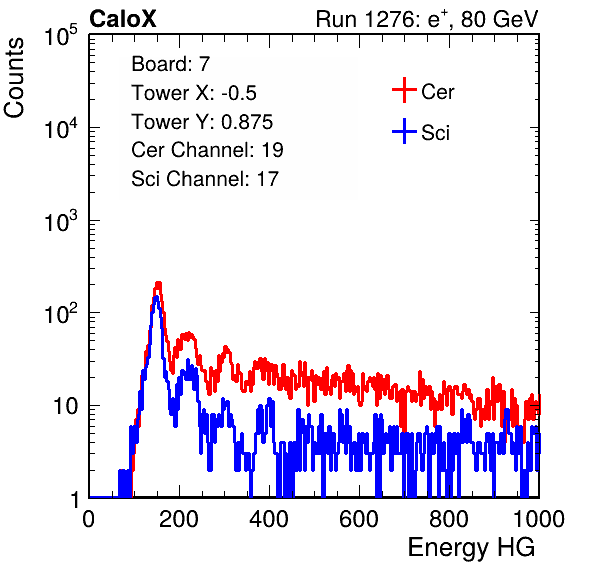 CaloX Run 1276: e⁺, 80 GeV
Board: 7
Tower X: -0.5
Tower Y: 0.875
Cer Channel: 19
Sci Channel: 17
Cer
Sci
Counts
10⁵
10⁴
10³
10²
10
1
0 200 400 600 800 1000
Energy HG